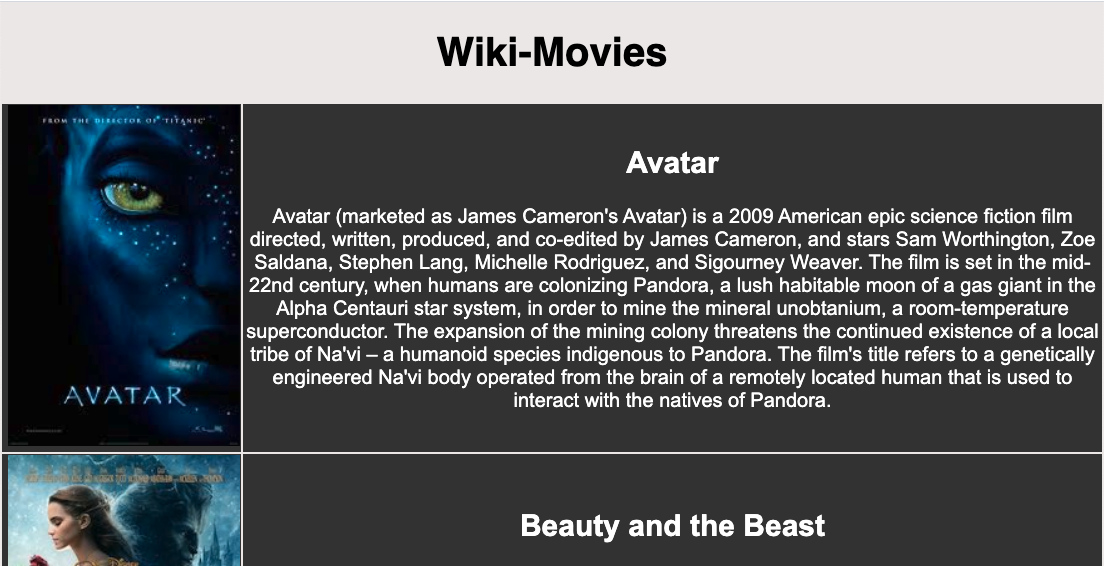 Wiki-Movies
FROM THE DIRECTOR OF 'TITANIC'
AVATAR
Avatar
Avatar (marketed as James Cameron's Avatar) is a 2009 American epic science fiction film
directed, written, produced, and co-edited by James Cameron, and stars Sam Worthington, Zoe
Saldana, Stephen Lang, Michelle Rodriguez, and Sigourney Weaver. The film is set in the mid-
22nd century, when humans are colonizing Pandora, a lush habitable moon of a gas giant in the
Alpha Centauri star system, in order to mine the mineral unobtanium, a room-temperature
superconductor. The expansion of the mining colony threatens the continued existence of a local
tribe of Na'vi – a humanoid species indigenous to Pandora. The film's title refers to a genetically
engineered Na'vi body operated from the brain of a remotely located human that is used to
interact with the natives of Pandora.
Beauty and the Beast